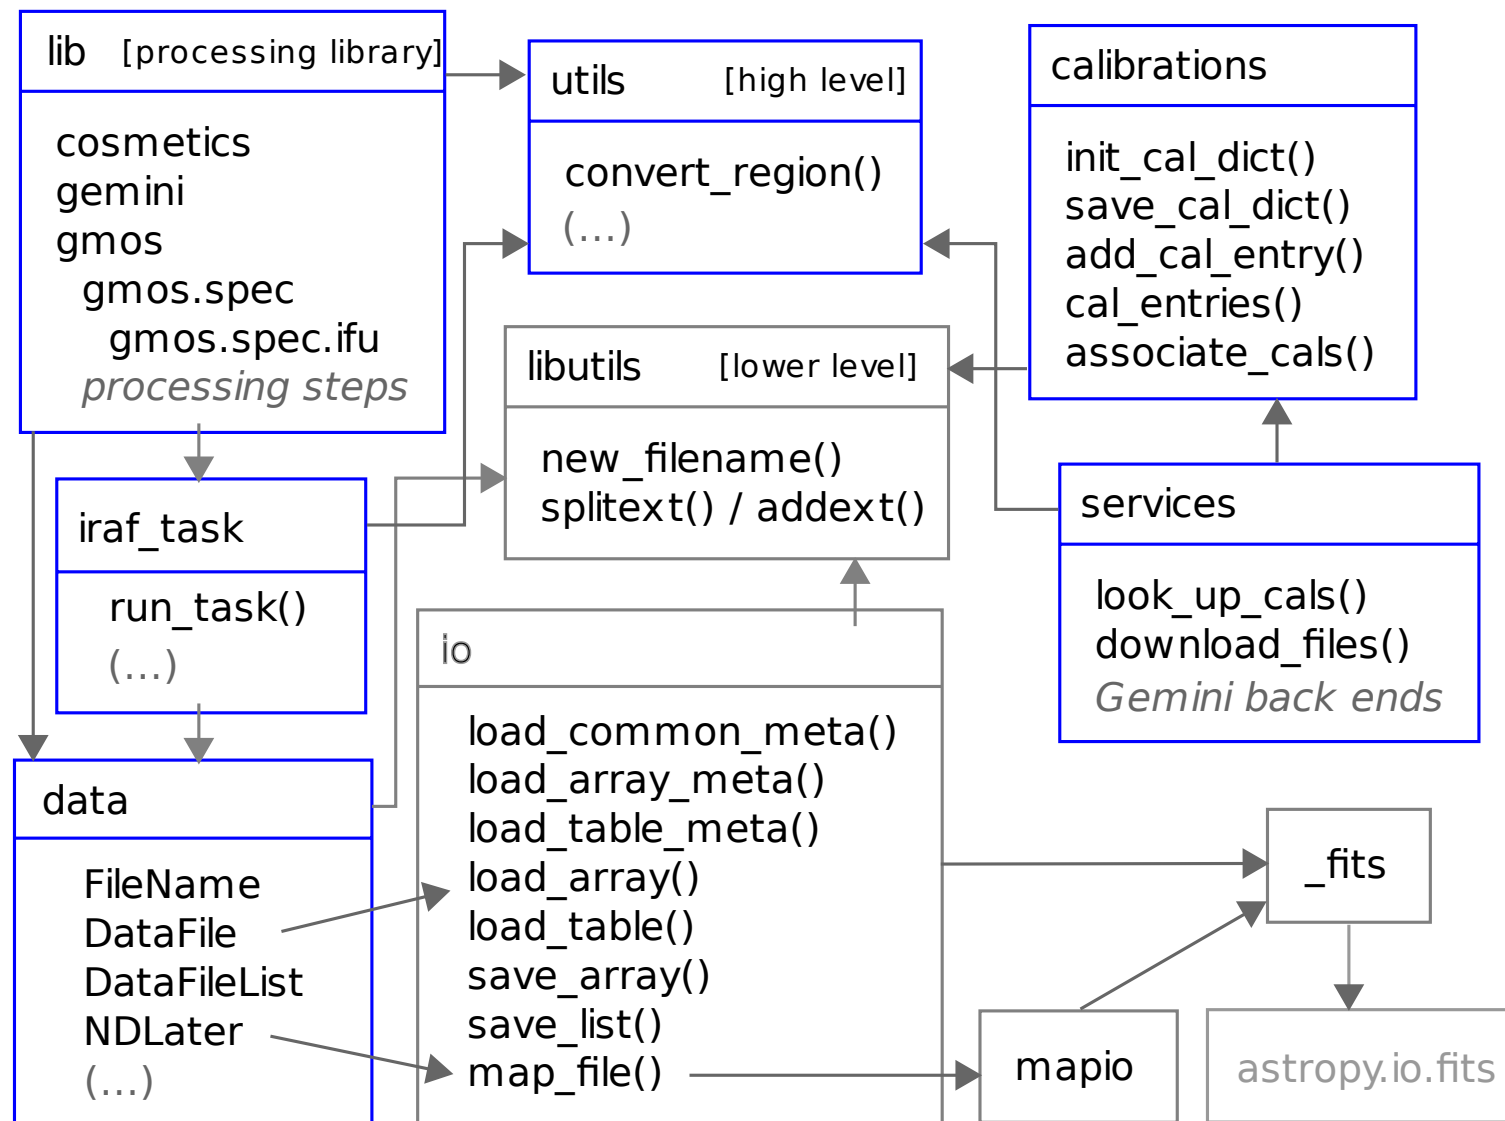 lib [processing library]
cosmetics
gemini
gmos
gmos.spec
gmos.spec.ifu
processing steps
utils [high level]
convert_region()
(...)
calibrations
init_cal_dict()
save_cal_dict()
add_cal_entry()
cal_entries()
associate_cals()
libutils [lower level]
new_filename()
splitext() / addext()
iraf_task
run_task()
(...)
services
look_up_cals()
download_files()
Gemini back ends
data
FileName
DataFile
DataFileList
NDLater
(...)
io
load_common_meta()
load_array_meta()
load_table_meta()
load_array()
load_table()
save_array()
save_list()
map_file()
_fits
mapio
astropy.io.fits